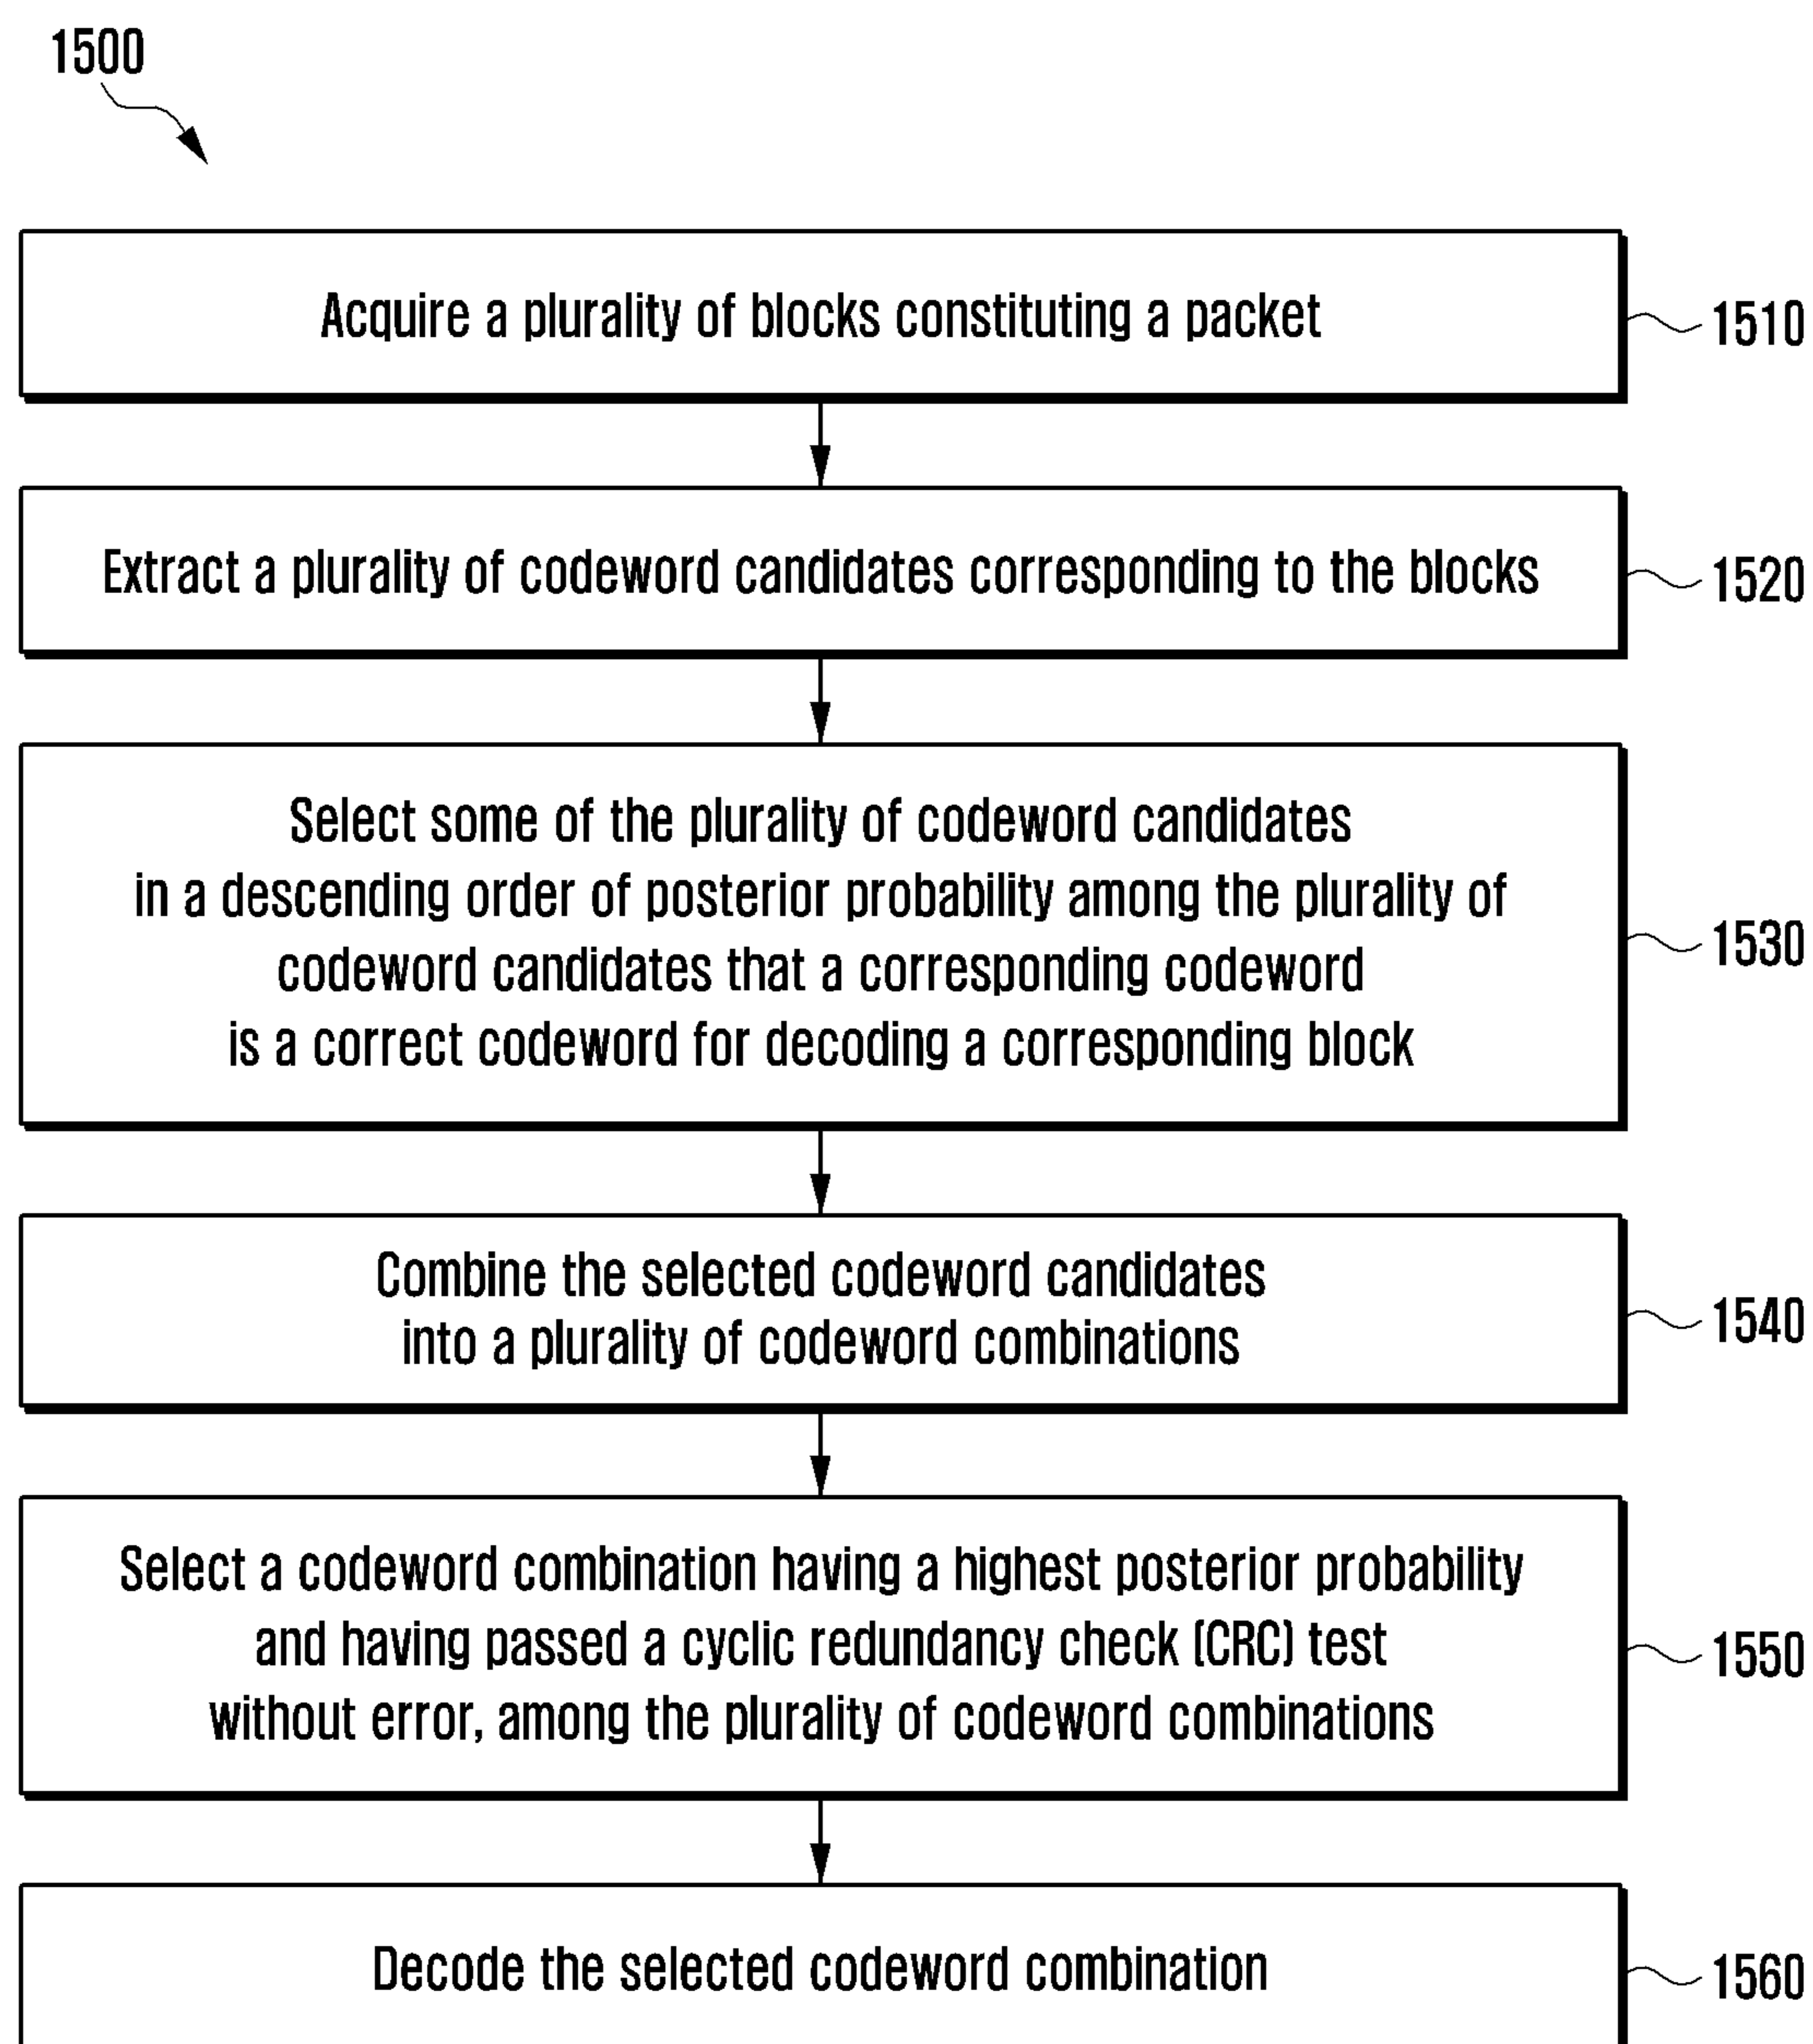 1500
Acquire a plurality of blocks constituting a packet
1510
Extract a plurality of codeword candidates corresponding to the blocks
1520
Select some of the plurality of codeword candidates
in a descending order of posterior probability among the plurality of
codeword candidates that a corresponding codeword
is a correct codeword for decoding a corresponding block
1530
Combine the selected codeword candidates
into a plurality of codeword combinations
1540
Select a codeword combination having a highest posterior probability
and having passed a cyclic redundancy check (CRC) test
without error, among the plurality of codeword combinations
1550
Decode the selected codeword combination
1560